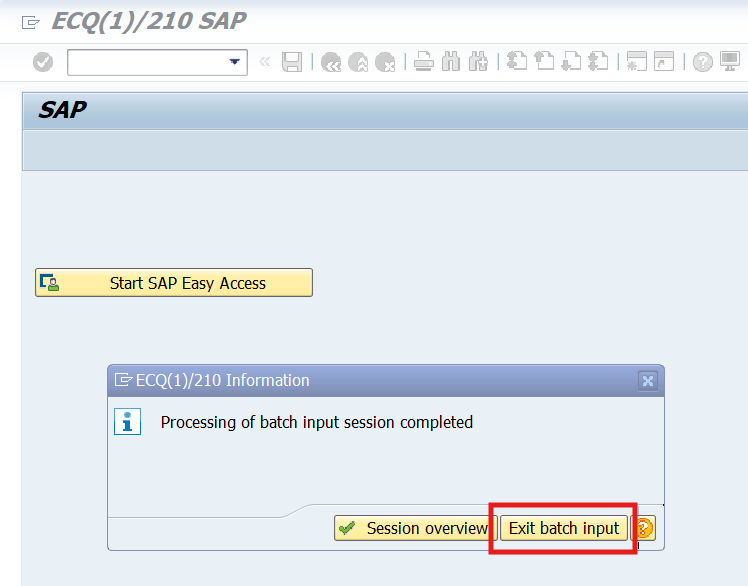 ECQ(1)/210 SAP
SAP
Start SAP Easy Access
ECQ(1)/210 Information
Processing of batch input session completed
Session overview
Exit batch input